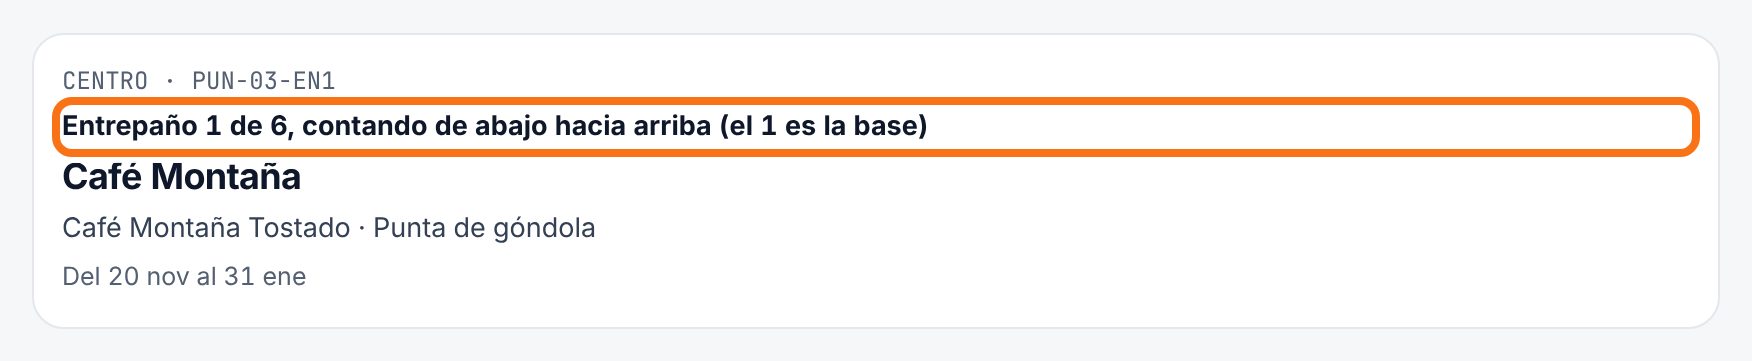 CENTRO · PUN-03-EN1
Entrepaño 1 de 6, contando de abajo hacia arriba (el 1 es la base)
Café Montaña
Café Montaña Tostado · Punta de góndola
Del 20 nov al 31 ene